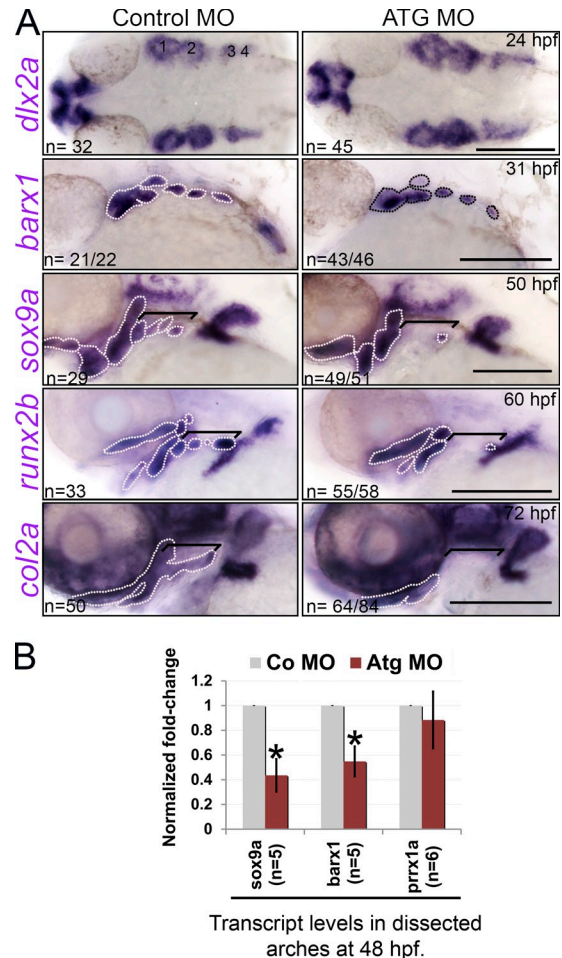 A
Control MO
ATG MO
dlx2a
1 2 3 4
n= 32
24 hpf
n= 45
barx1
n= 21/22
31 hpf
n=43/46
sox9a
n=29
50 hpf
n=49/51
runx2b
n=33
60 hpf
n= 55/58
col2a
n=50
72 hpf
n= 64/84
B
Co MO Atg MO
Normalized fold-change
1.2
1
0.8
0.6
0.4
0.2
0
* *
sox9a (n=5)
barx1 (n=5)
prrx1a (n=6)
Transcript levels in dissected
arches at 48 hpf.